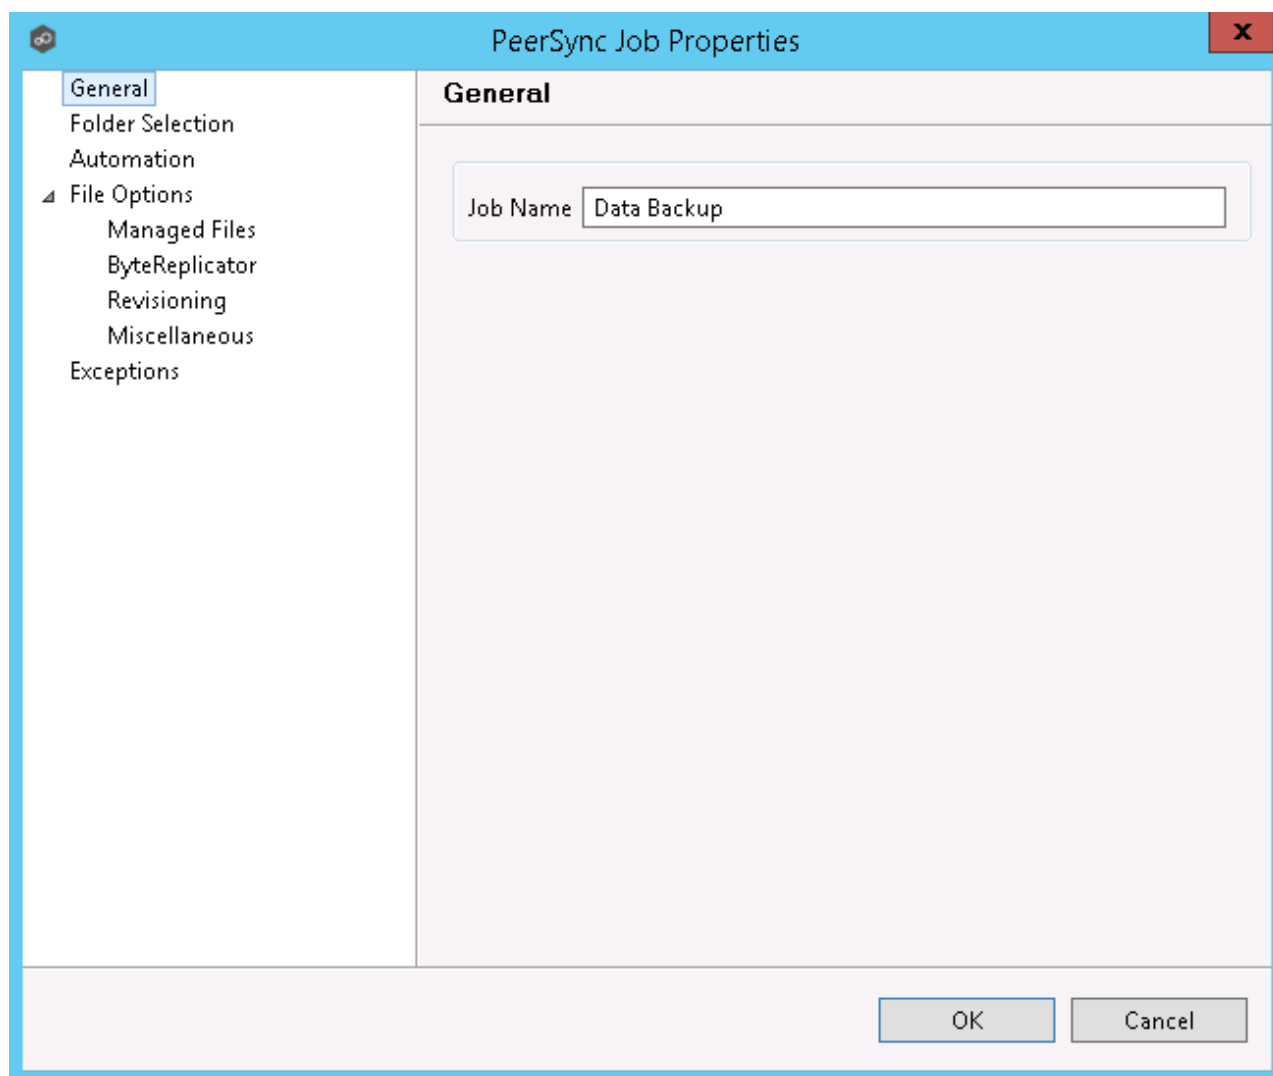 PeerSync Job Properties
x
General
Folder Selection
Automation
File Options
Managed Files
ByteReplicator
Revisioning
Miscellaneous
Exceptions
General
Job Name Data Backup
OK Cancel